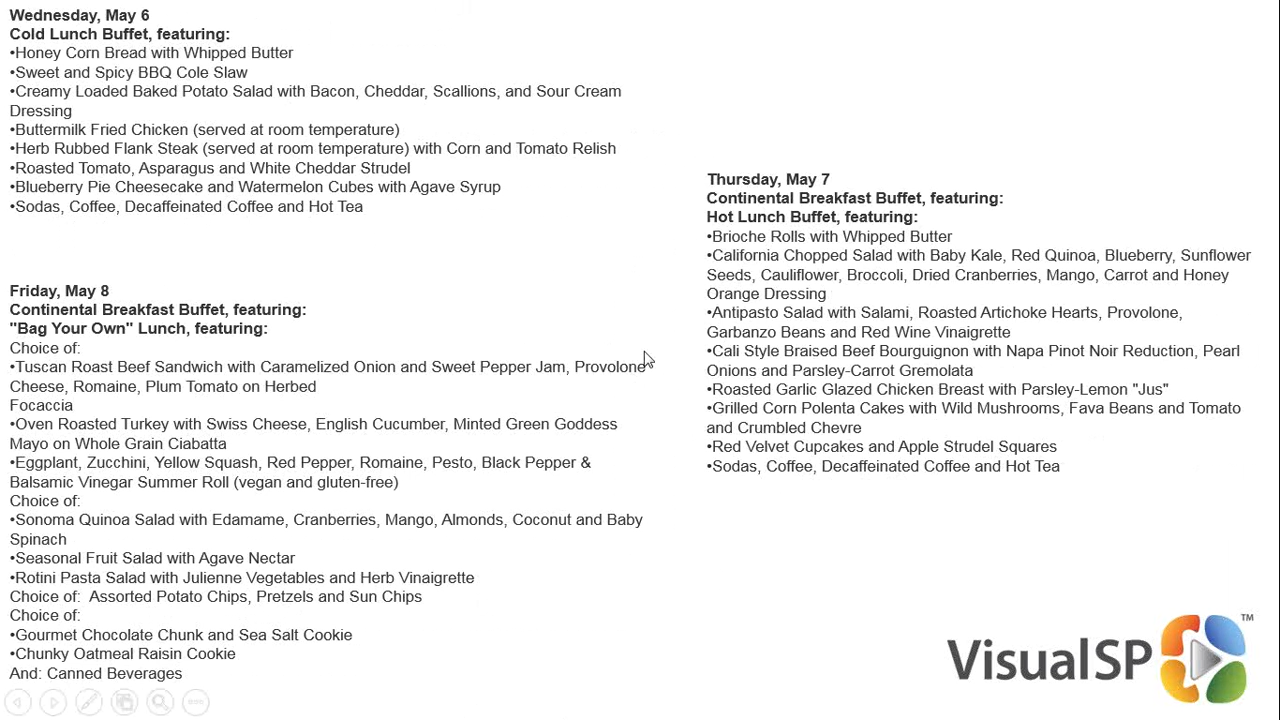 Wednesday, May 6
Cold Lunch Buffet, featuring:
•Honey Corn Bread with Whipped Butter
•Sweet and Spicy BBQ Cole Slaw
•Creamy Loaded Baked Potato Salad with Bacon, Cheddar, Scallions, and Sour Cream
Dressing
•Buttermilk Fried Chicken (served at room temperature)
•Herb Rubbed Flank Steak (served at room temperature) with Corn and Tomato Relish
•Roasted Tomato, Asparagus and White Cheddar Strudel
•Blueberry Pie Cheesecake and Watermelon Cubes with Agave Syrup
•Sodas, Coffee, Decaffeinated Coffee and Hot Tea
Friday, May 8
Continental Breakfast Buffet, featuring:
"Bag Your Own" Lunch, featuring:
Choice of:
•Tuscan Roast Beef Sandwich with Caramelized Onion and Sweet Pepper Jam, Provolone
Cheese, Romaine, Plum Tomato on Herbed
Focaccia
•Oven Roasted Turkey with Swiss Cheese, English Cucumber, Minted Green Goddess
Mayo on Whole Grain Ciabatta
•Eggplant, Zucchini, Yellow Squash, Red Pepper, Romaine, Pesto, Black Pepper &
Balsamic Vinegar Summer Roll (vegan and gluten-free)
Choice of:
•Sonoma Quinoa Salad with Edamame, Cranberries, Mango, Almonds, Coconut and Baby
Spinach
•Seasonal Fruit Salad with Agave Nectar
•Rotini Pasta Salad with Julienne Vegetables and Herb Vinaigrette
Choice of:  Assorted Potato Chips, Pretzels and Sun Chips
Choice of:
•Gourmet Chocolate Chunk and Sea Salt Cookie
•Chunky Oatmeal Raisin Cookie
And: Canned Beverages
Thursday, May 7
Continental Breakfast Buffet, featuring:
Hot Lunch Buffet, featuring:
•Brioche Rolls with Whipped Butter
•California Chopped Salad with Baby Kale, Red Quinoa, Blueberry, Sunflower
Seeds, Cauliflower, Broccoli, Dried Cranberries, Mango, Carrot and Honey
Orange Dressing
•Antipasto Salad with Salami, Roasted Artichoke Hearts, Provolone,
Garbanzo Beans and Red Wine Vinaigrette
•Cali Style Braised Beef Bourguignon with Napa Pinot Noir Reduction, Pearl
Onions and Parsley-Carrot Gremolata
•Roasted Garlic Glazed Chicken Breast with Parsley-Lemon "Jus"
•Grilled Corn Polenta Cakes with Wild Mushrooms, Fava Beans and Tomato
and Crumbled Chevre
•Red Velvet Cupcakes and Apple Strudel Squares
•Sodas, Coffee, Decaffeinated Coffee and Hot Tea
VisualSP ™